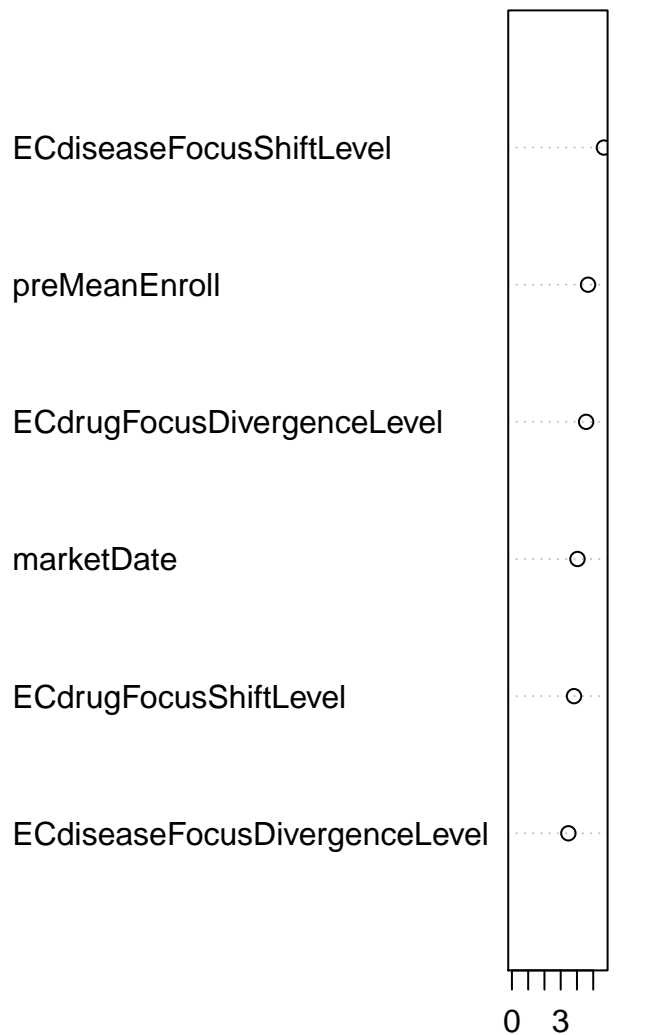 ECdiseaseFocusShiftLevel
preMeanEnroll
ECdrugFocusDivergenceLevel
marketDate
ECdrugFocusShiftLevel
ECdiseaseFocusDivergenceLevel
0 3